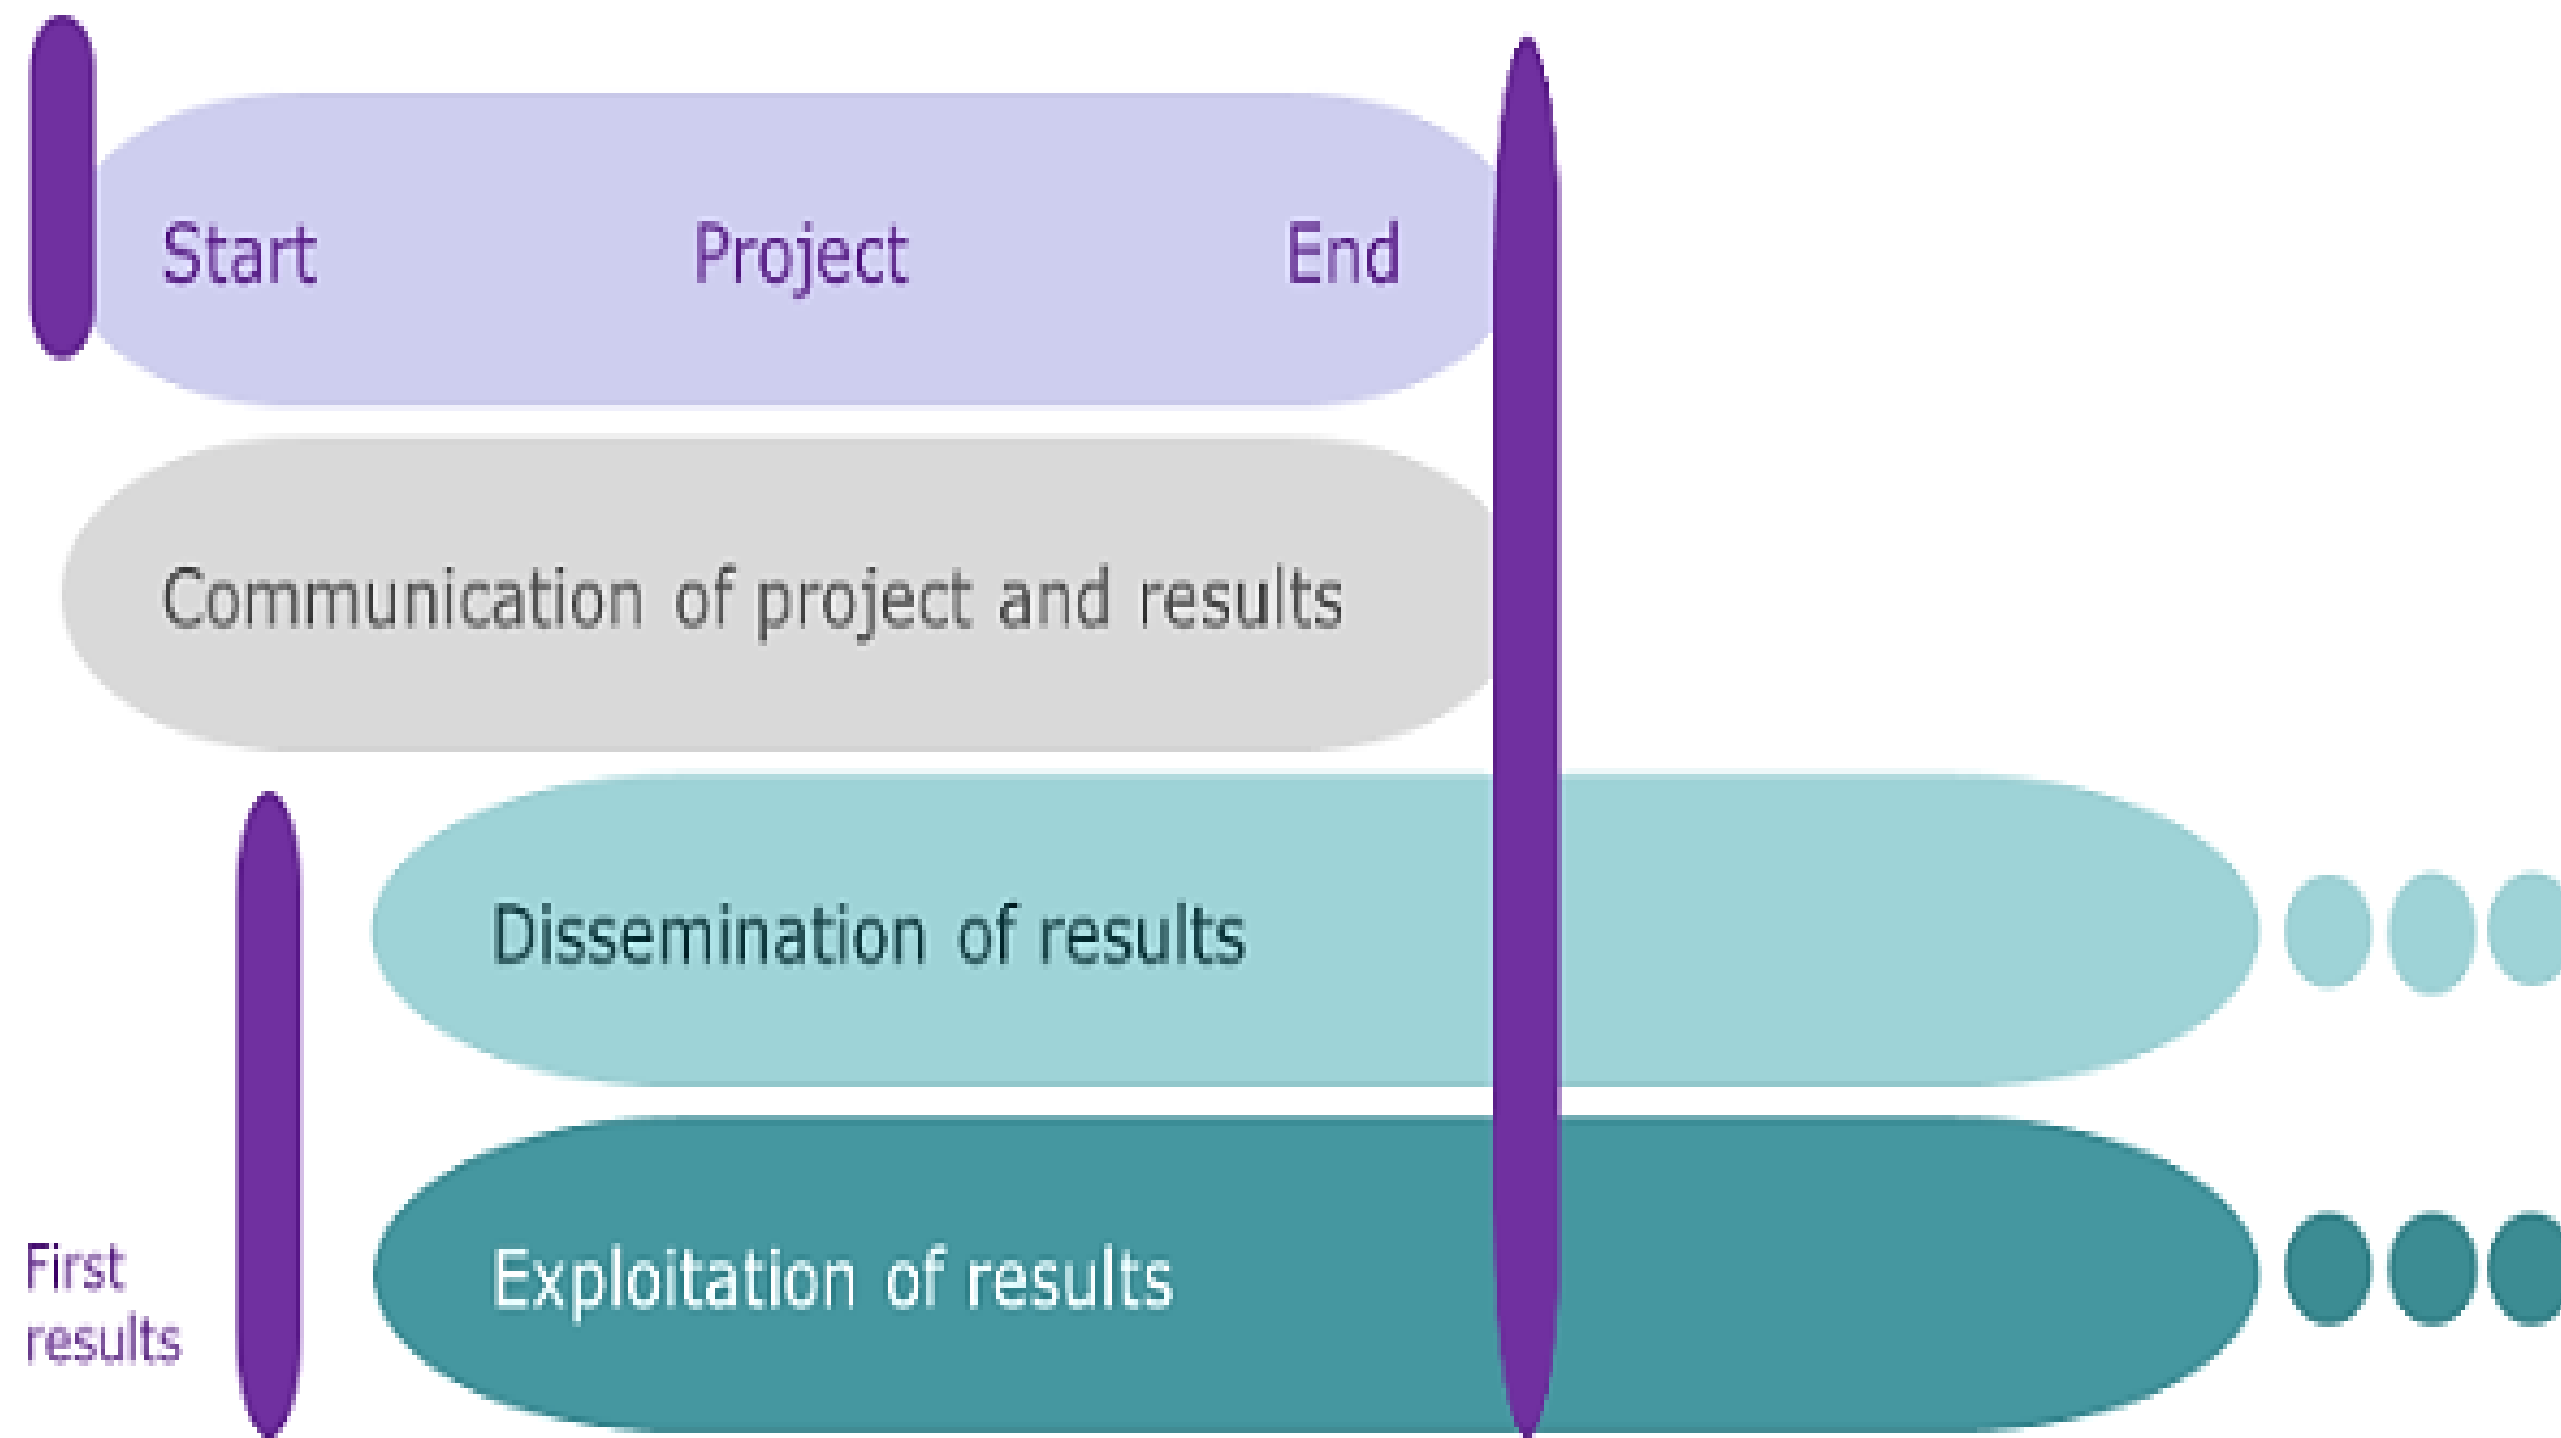 Start Project End
Communication of project and results
Dissemination of results
Exploitation of results
First
results